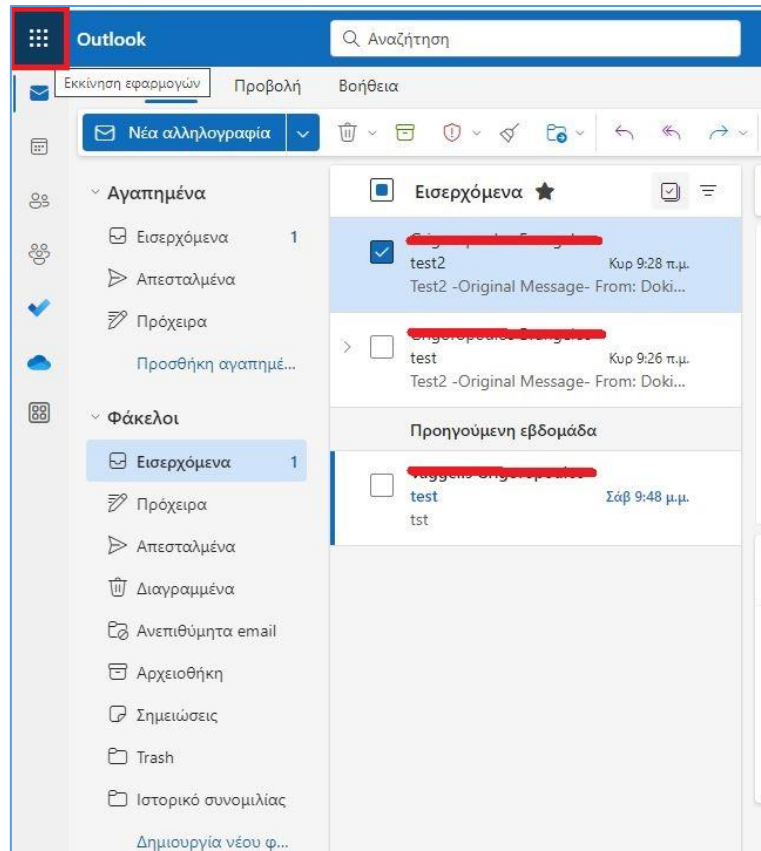 Outlook
Αναζήτηση
Εκκίνηση εφαρμογών
Προβολή
Βοήθεια
Νέα αλληλογραφία
Αγαπημένα
Εισερχόμενα 1
Απεσταλμένα
Πρόχειρα
Προσθήκη αγαπημέ...
Φάκελοι
Εισερχόμενα 1
Πρόχειρα
Απεσταλμένα
Διαγραμμένα
Ανεπιθύμητα email
Αρχειοθήκη
Σημειώσεις
Trash
Ιστορικό συνομιλίας
Δημιουργία νέου φ...
Εισερχόμενα
test2 Κυρ 9:28 π.μ.
Test2 -Original Message- From: Doki...
test Κυρ 9:26 π.μ.
Test2 -Original Message- From: Doki...
Προηγούμενη εβδομάδα
test Σάβ 9:48 μ.μ.
tst